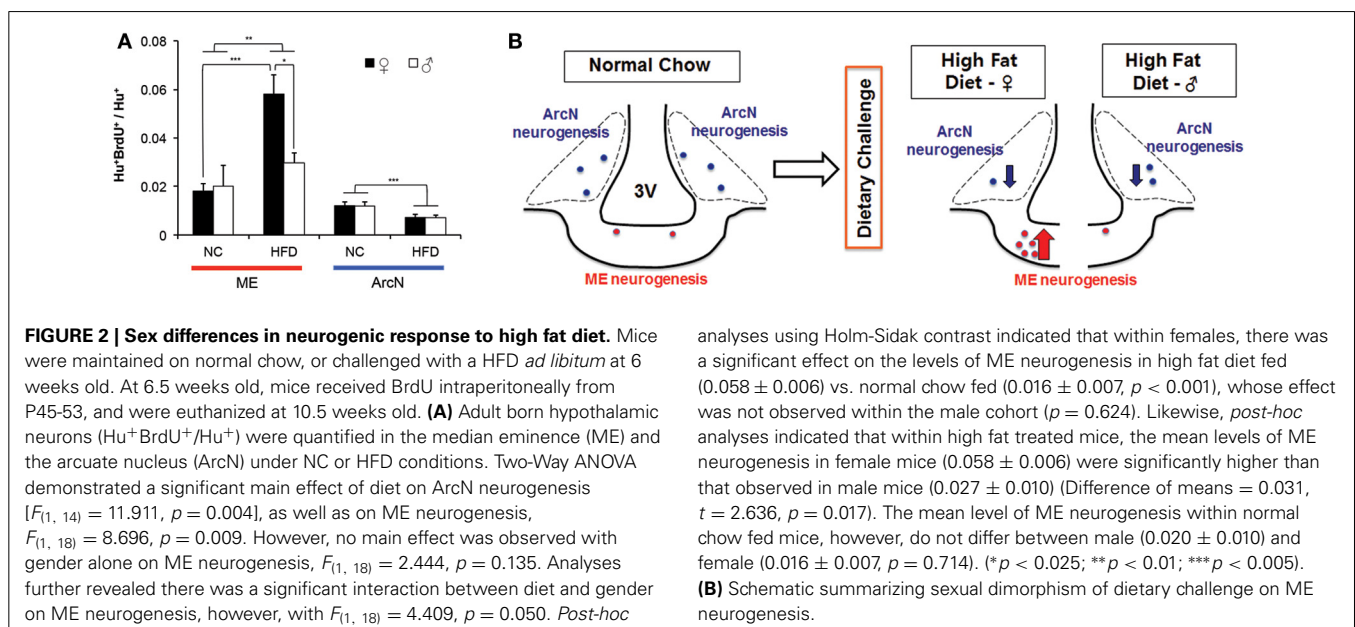 A
0.08
0.06
0.04
0.02
0
Hu+BrdU+ / Hu+
**
***
*
♀ ♂
***
NC
HFD
NC
HFD
ME
ArcN
B
Normal Chow
ArcN
neurogenesis
ArcN
neurogenesis
3V
ME neurogenesis
Dietary Challenge
High Fat
Diet - ♀
High Fat
Diet - ♂
ArcN
neurogenesis
ArcN
neurogenesis
ME neurogenesis
FIGURE 2 | Sex differences in neurogenic response to high fat diet. Mice
were maintained on normal chow, or challenged with a HFD ad libitum at 6
weeks old. At 6.5 weeks old, mice received BrdU intraperitoneally from
P45-53, and were euthanized at 10.5 weeks old. (A) Adult born hypothalamic
neurons (Hu+BrdU+/Hu+) were quantified in the median eminence (ME) and
the arcuate nucleus (ArcN) under NC or HFD conditions. Two-Way ANOVA
demonstrated a significant main effect of diet on ArcN neurogenesis
[F(1, 14) = 11.911, p = 0.004], as well as on ME neurogenesis,
F(1, 18) = 8.696, p = 0.009. However, no main effect was observed with
gender alone on ME neurogenesis, F(1, 18) = 2.444, p = 0.135. Analyses
further revealed there was a significant interaction between diet and gender
on ME neurogenesis, however, with F(1, 18) = 4.409, p = 0.050. Post-hoc
analyses using Holm-Sidak contrast indicated that within females, there was
a significant effect on the levels of ME neurogenesis in high fat diet fed
(0.058 ± 0.006) vs. normal chow fed (0.016 ± 0.007, p < 0.001), whose effect
was not observed within the male cohort (p = 0.624). Likewise, post-hoc
analyses indicated that within high fat treated mice, the mean levels of ME
neurogenesis in female mice (0.058 ± 0.006) were significantly higher than
that observed in male mice (0.027 ± 0.010) (Difference of means = 0.031,
t = 2.636, p = 0.017). The mean level of ME neurogenesis within normal
chow fed mice, however, do not differ between male (0.020 ± 0.010) and
female (0.016 ± 0.007, p = 0.714). (*p < 0.025; **p < 0.01; ***p < 0.005).
(B) Schematic summarizing sexual dimorphism of dietary challenge on ME
neurogenesis.